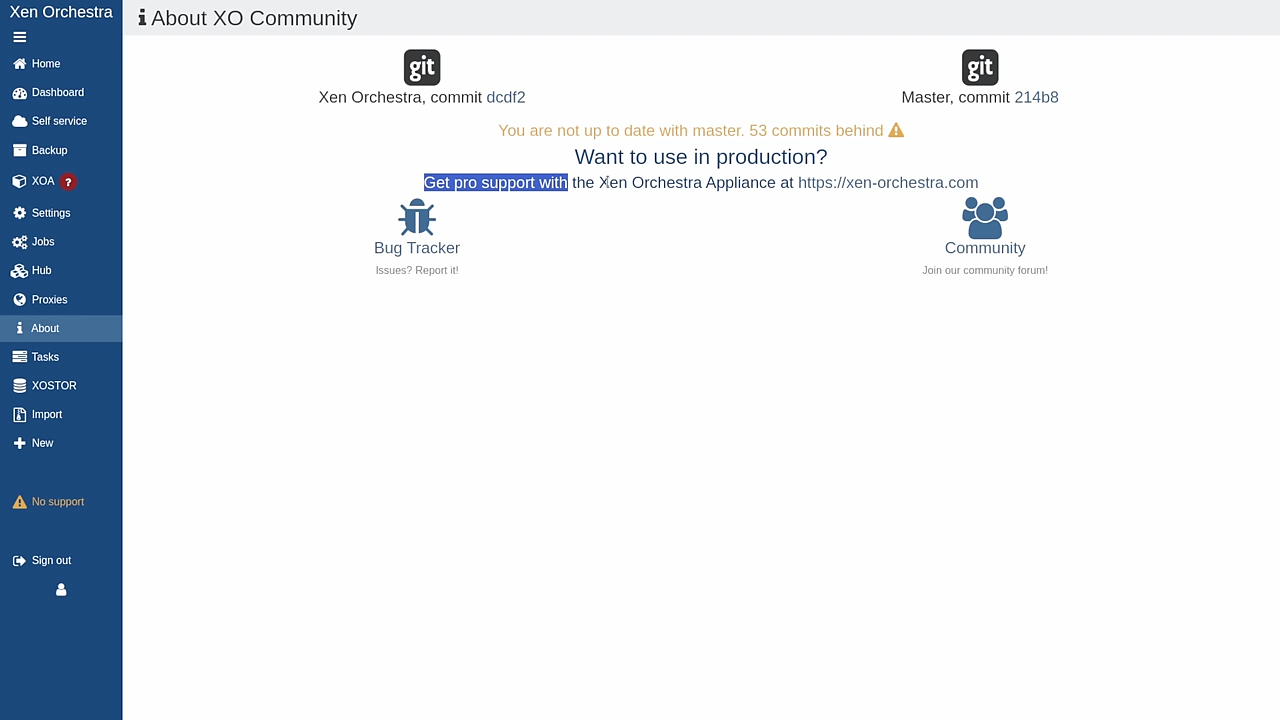 Xen Orchestra
Home
Dashboard
Self service
Backup
XOA ?
Settings
Jobs
Hub
Proxies
About
Tasks
XOSTOR
Import
New
No support
Sign out
About XO Community
git
Xen Orchestra, commit dcdf2
git
Master, commit 214b8
You are not up to date with master. 53 commits behind
Want to use in production?
Get pro support with the Xen Orchestra Appliance at https://xen-orchestra.com
Bug Tracker
Issues? Report it!
Community
Join our community forum!